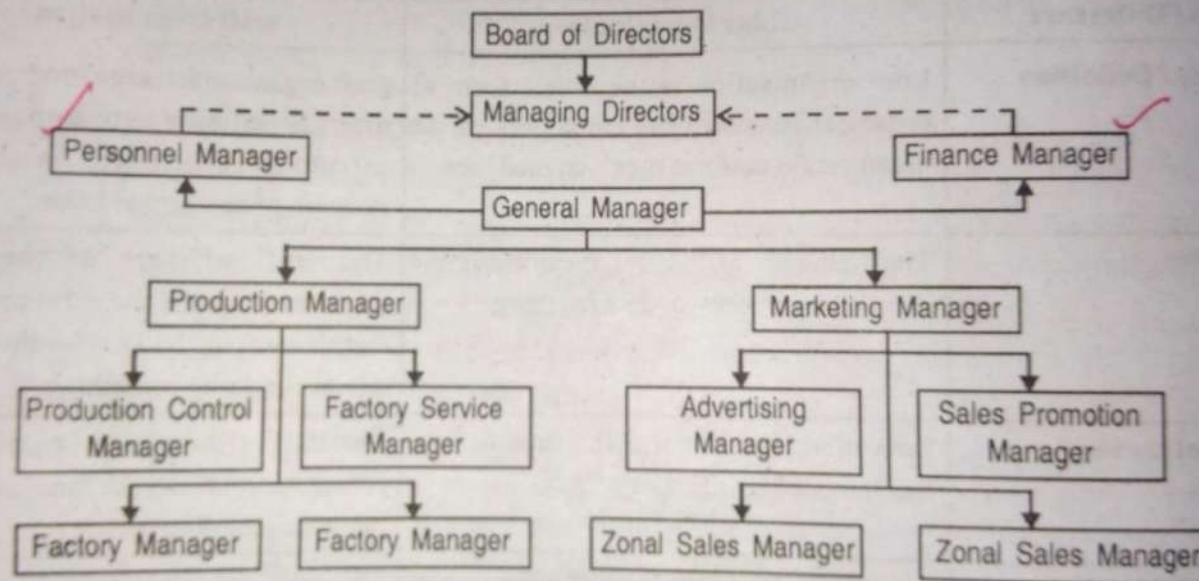 Board of Directors
Managing Directors
Personnel Manager
Finance Manager
General Manager
Production Manager
Marketing Manager
Production Control
Manager
Factory Service
Manager
Advertising
Manager
Sales Promotion
Manager
Factory Manager
Factory Manager
Zonal Sales Manager
Zonal Sales Manager